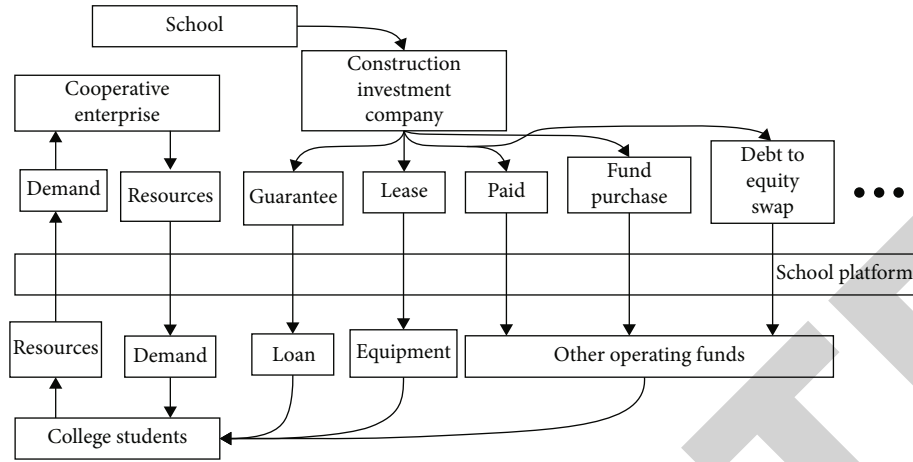 School
Construction
investment
company
Cooperative
enterprise
Demand
Resources
Guarantee
Lease
Paid
Fund
purchase
Debt to
equity
swap
School platform
Resources
Demand
Loan
Equipment
Other operating funds
College students